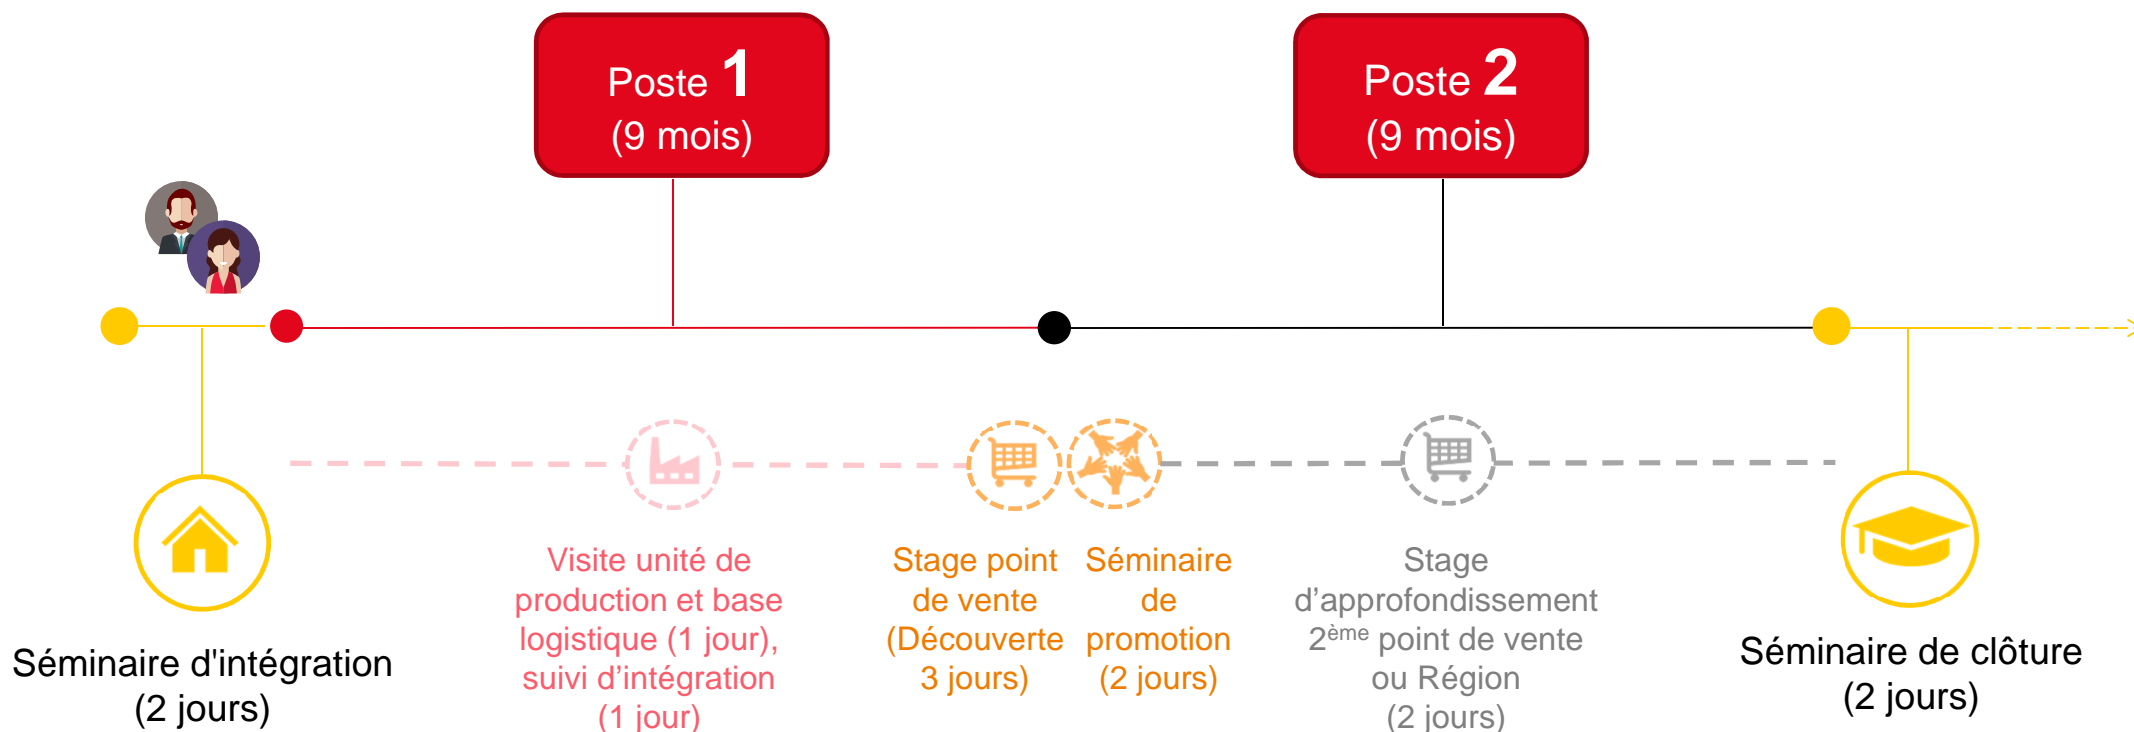 Poste 1
(9 mois)
Poste 2
(9 mois)
Séminaire d'intégration
(2 jours)
Visite unité de
production et base
logistique (1 jour),
suivi d’intégration
(1 jour)
Stage point
de vente
(Découverte
3 jours)
Séminaire
de
promotion
(2 jours)
Stage
d’approfondissement
2ème point de vente
ou Région
(2 jours)
Séminaire de clôture
(2 jours)